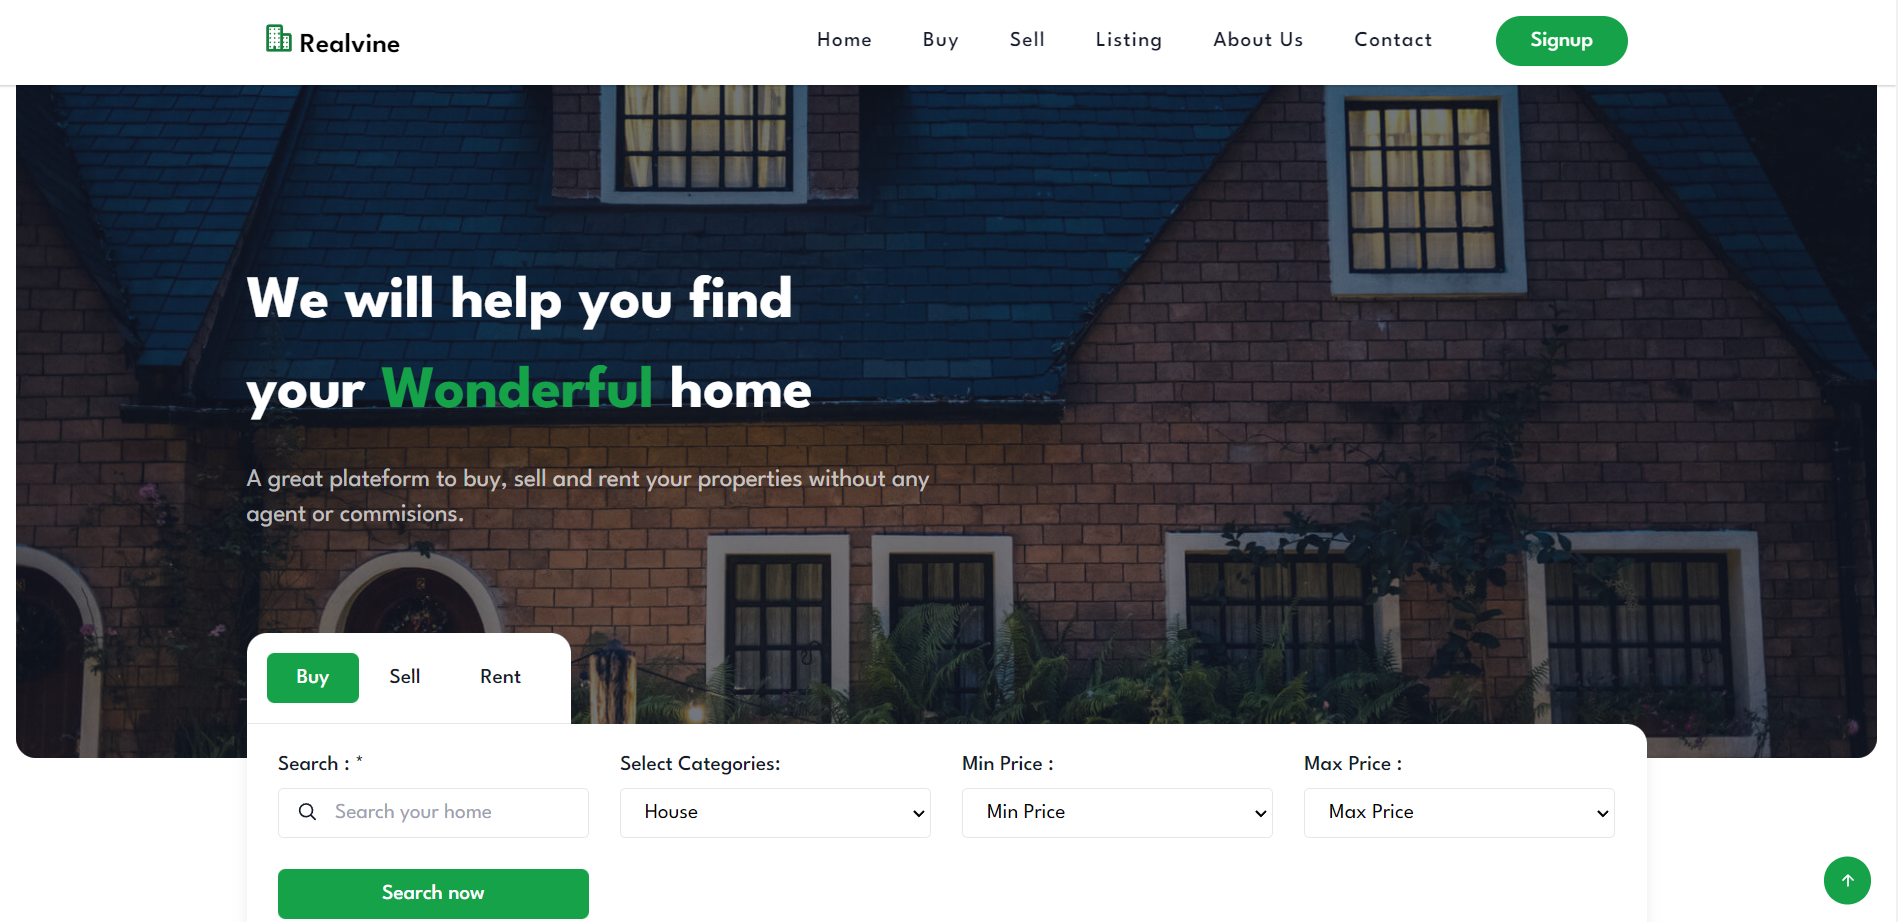 Realvine
Home
Buy
Sell
Listing
About Us
Contact
Signup
We will help you find
your Wonderful home
A great plateform to buy, sell and rent your properties without any
agent or commisions.
Buy
Sell
Rent
Search : *
Select Categories:
Min Price :
Max Price :
Search your home
House
Min Price
Max Price
Search now